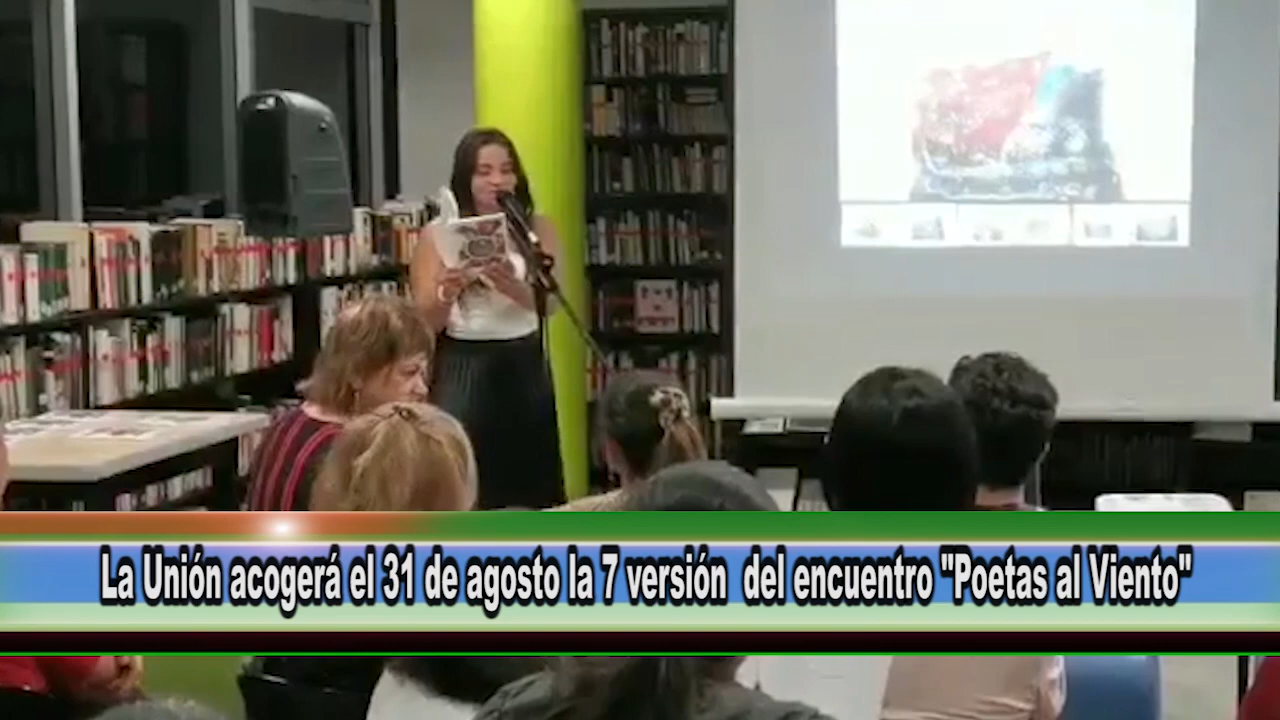 La Unión acogerá el 31 de agosto la 7 versión  del encuentro "Poetas al Viento"